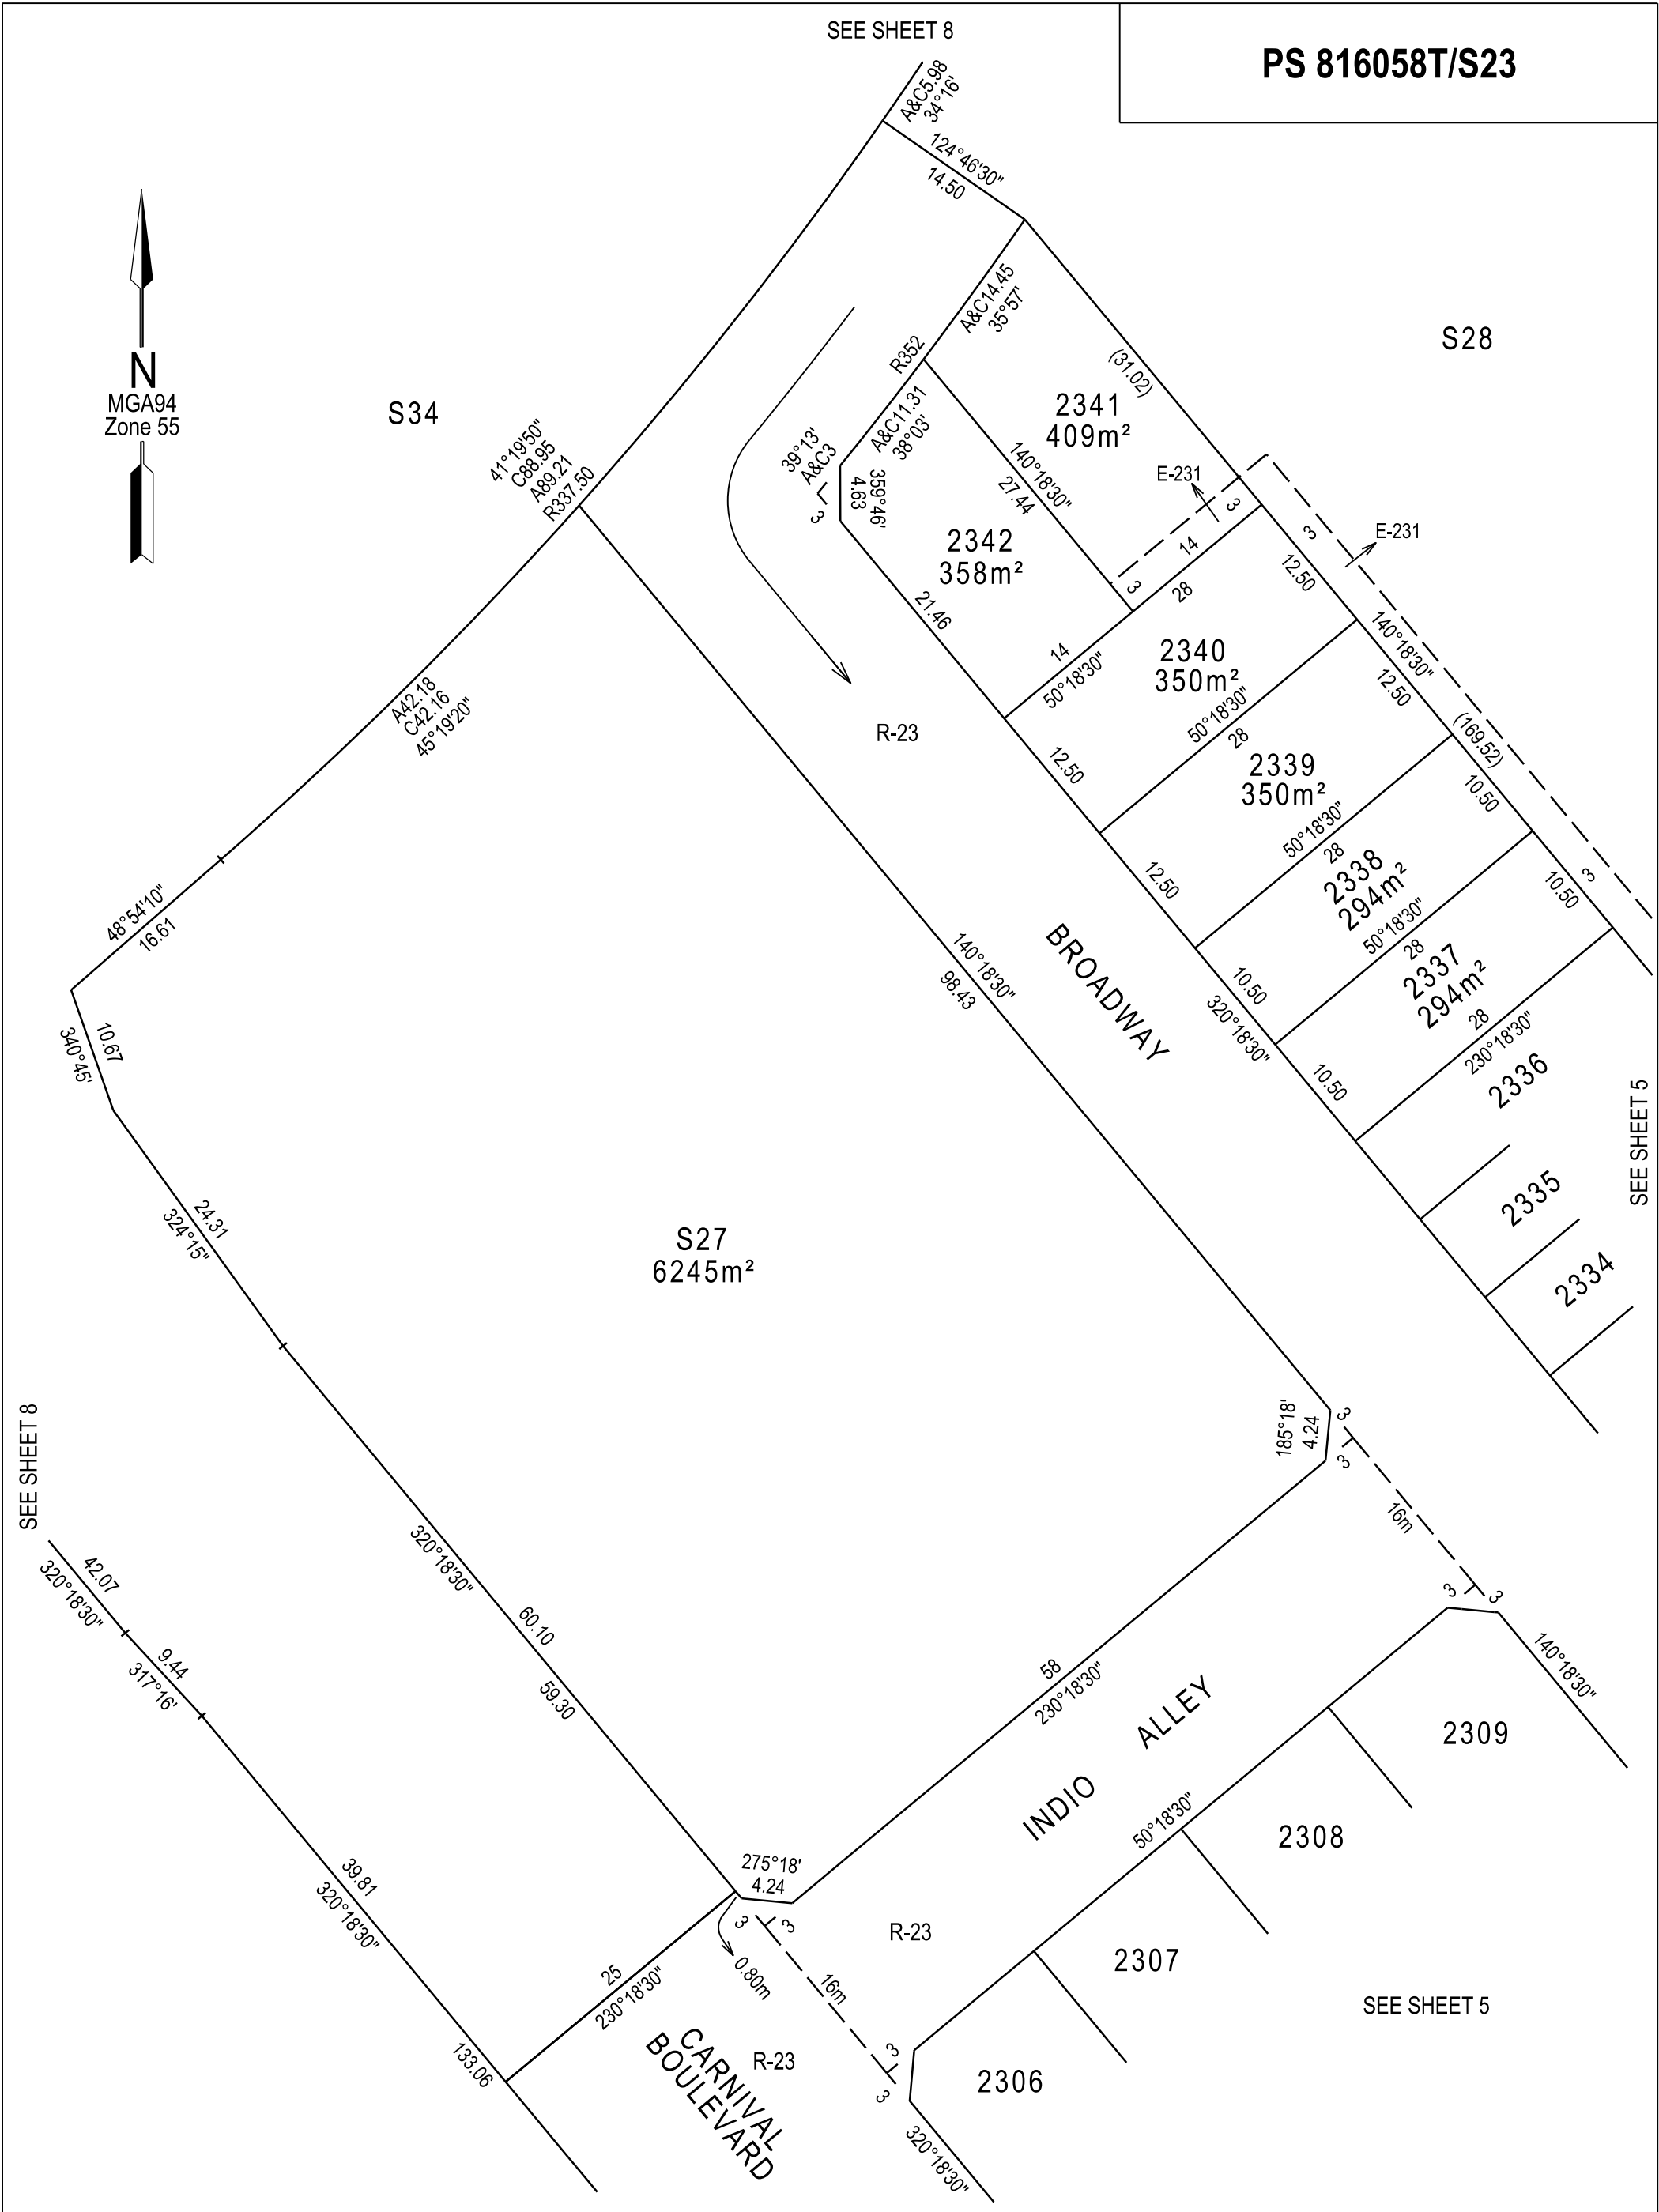 SEE SHEET 8
PS 816058T/S23
A&C5.98
34°16'
124°46'30"
14.50
N
MGA94
Zone 55
S34
S28
A&C14.45
35°57'
R352
(31.02)
2341
409m²
A&C11.31
38°03'
39°13'
A&C3
3
359°46'
4.63
140°18'30"
27.44
E-231
3
3
E-231
41°19'50"
C88.95
A89.21
R337.50
2342
358m²
14
3
28
12.50
21.46
140°18'30"
14
50°18'30"
2340
350m²
12.50
A42.18
C42.16
45°19'20"
R-23
50°18'30"
28
(169.52)
12.50
2339
350m²
10.50
50°18'30"
28
2338
294m²
3
10.50
12.50
48°54'10"
16.61
50°18'30"
28
2337
294m²
140°18'30"
98.43
BROADWAY
10.50
320°18'30"
28
230°18'30"
10.67
340°45'
10.50
2336
SEE SHEET 5
2335
24.31
324°15"
S27
6245m²
2334
SEE SHEET 8
185°18'
4.24
3
3
16m
320°18'30"
42.07
320°18'30"
3
3
60.10
9.44
317°16'
140°18'30"
58
230°18'30"
59.30
INDIO ALLEY
2309
50°18'30"
2308
275°18'
4.24
39.81
320°18'30"
3
3
R-23
2307
0.80m
16m
25
230°18'30"
SEE SHEET 5
133.06
CARNIVAL
BOULEVARD
R-23
3
3
2306
320°18'30"